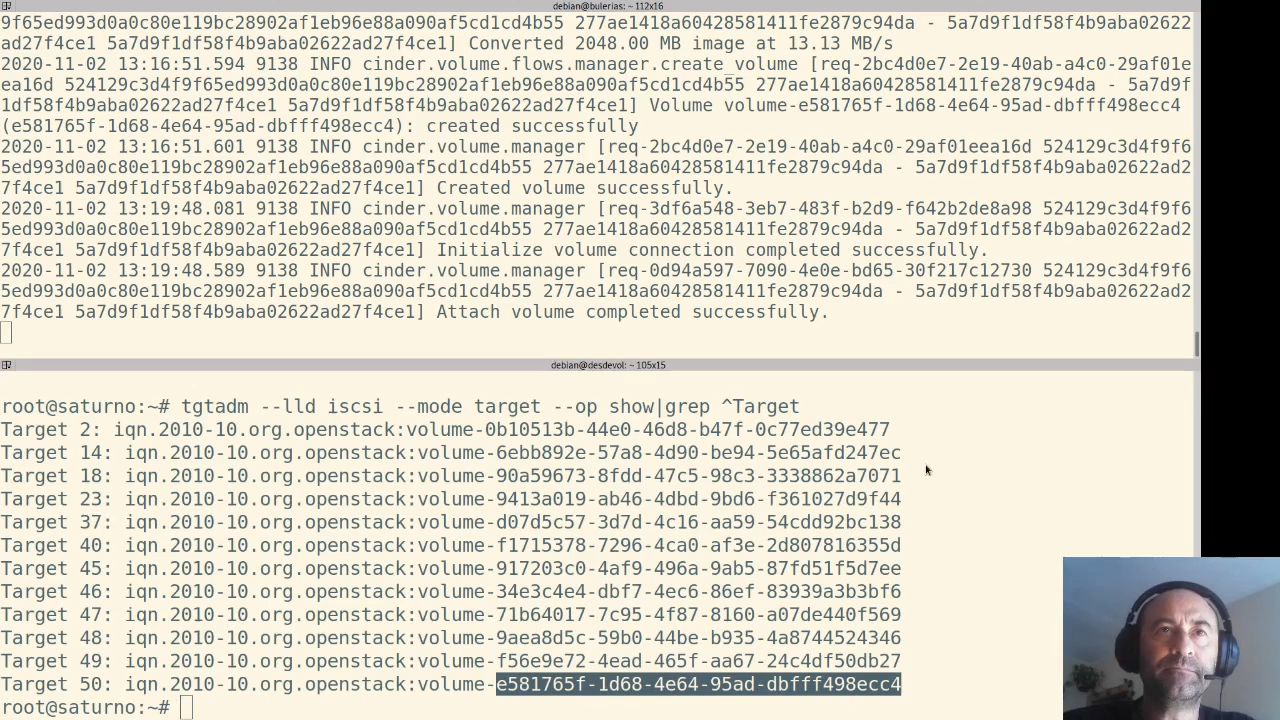 debian@bulerias: ~ 112x16
9f65ed993d0a0c80e119bc28902af1eb96e88a090af5cd1cd4b55 277ae1418a60428581411fe2879c94da - 5a7d9f1df58f4b9aba02622
ad27f4ce1 5a7d9f1df58f4b9aba02622ad27f4ce1] Converted 2048.00 MB image at 13.13 MB/s
2020-11-02 13:16:51.594 9138 INFO cinder.volume.flows.manager.create_volume [req-2bc4d0e7-2e19-40ab-a4c0-29af01e
ea16d 524129c3d4f9f65ed993d0a0c80e119bc28902af1eb96e88a090af5cd1cd4b55 277ae1418a60428581411fe2879c94da - 5a7d9f
1df58f4b9aba02622ad27f4ce1 5a7d9f1df58f4b9aba02622ad27f4ce1] Volume volume-e581765f-1d68-4e64-95ad-dbfff498ecc4
(e581765f-1d68-4e64-95ad-dbfff498ecc4): created successfully
2020-11-02 13:16:51.601 9138 INFO cinder.volume.manager [req-2bc4d0e7-2e19-40ab-a4c0-29af01eea16d 524129c3d4f9f6
5ed993d0a0c80e119bc28902af1eb96e88a090af5cd1cd4b55 277ae1418a60428581411fe2879c94da - 5a7d9f1df58f4b9aba02622ad2
7f4ce1 5a7d9f1df58f4b9aba02622ad27f4ce1] Created volume successfully.
2020-11-02 13:19:48.081 9138 INFO cinder.volume.manager [req-3df6a548-3eb7-483f-b2d9-f642b2de8a98 524129c3d4f9f6
5ed993d0a0c80e119bc28902af1eb96e88a090af5cd1cd4b55 277ae1418a60428581411fe2879c94da - 5a7d9f1df58f4b9aba02622ad2
7f4ce1 5a7d9f1df58f4b9aba02622ad27f4ce1] Initialize volume connection completed successfully.
2020-11-02 13:19:48.589 9138 INFO cinder.volume.manager [req-0d94a597-7090-4e0e-bd65-30f217c12730 524129c3d4f9f6
5ed993d0a0c80e119bc28902af1eb96e88a090af5cd1cd4b55 277ae1418a60428581411fe2879c94da - 5a7d9f1df58f4b9aba02622ad2
7f4ce1 5a7d9f1df58f4b9aba02622ad27f4ce1] Attach volume completed successfully.
debian@desdevol: ~ 105x15
root@saturno:~# tgtadm --lld iscsi --mode target --op show|grep ^Target
Target 2: iqn.2010-10.org.openstack:volume-0b10513b-44e0-46d8-b47f-0c77ed39e477
Target 14: iqn.2010-10.org.openstack:volume-6ebb892e-57a8-4d90-be94-5e65afd247ec
Target 18: iqn.2010-10.org.openstack:volume-90a59673-8fdd-47c5-98c3-3338862a7071
Target 23: iqn.2010-10.org.openstack:volume-9413a019-ab46-4dbd-9bd6-f361027d9f44
Target 37: iqn.2010-10.org.openstack:volume-d07d5c57-3d7d-4c16-aa59-54cdd92bc138
Target 40: iqn.2010-10.org.openstack:volume-f1715378-7296-4ca0-af3e-2d807816355d
Target 45: iqn.2010-10.org.openstack:volume-917203c0-4af9-496a-9ab5-87fd51f5d7ee
Target 46: iqn.2010-10.org.openstack:volume-34e3c4e4-dbf7-4ec6-86ef-83939a3b3bf6
Target 47: iqn.2010-10.org.openstack:volume-71b64017-7c95-4f87-8160-a07de440f569
Target 48: iqn.2010-10.org.openstack:volume-9aea8d5c-59b0-44be-b935-4a8744524346
Target 49: iqn.2010-10.org.openstack:volume-f56e9e72-4ead-465f-aa67-24c4df50db27
Target 50: iqn.2010-10.org.openstack:volume-e581765f-1d68-4e64-95ad-dbfff498ecc4
root@saturno:~#